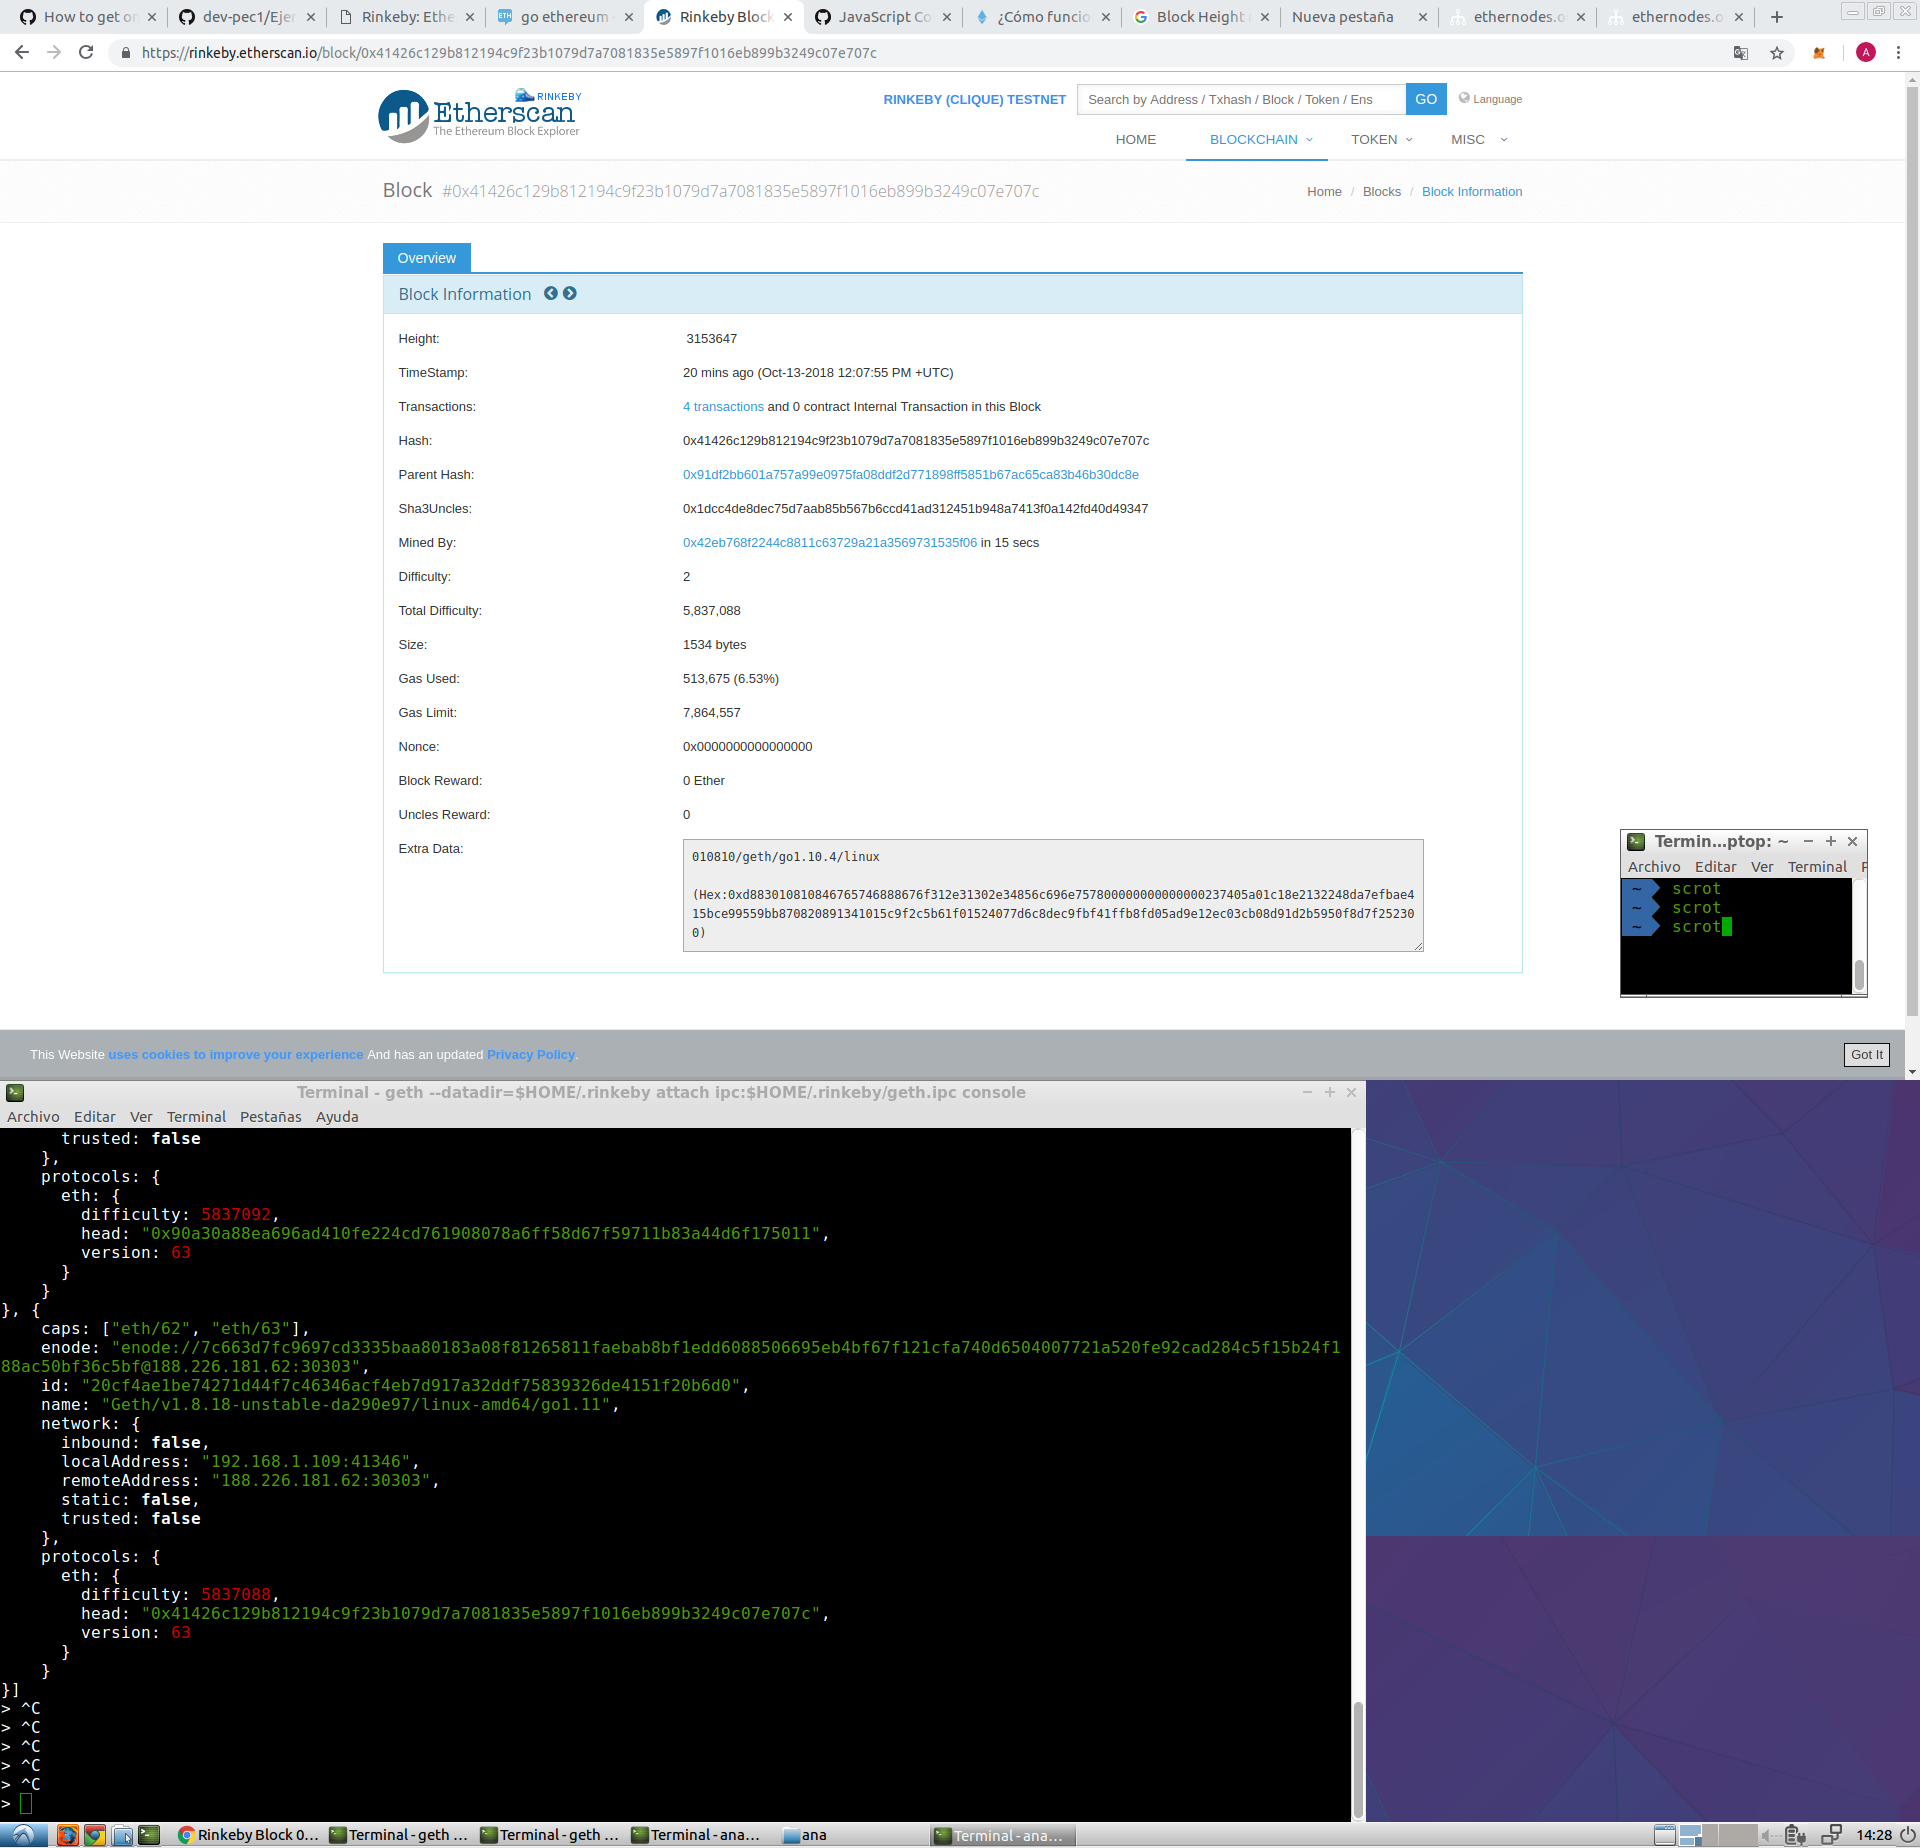 How to get or
dev-pec1/Ejer
Rinkeby: Ethe
go ethereum -
Rinkeby Block
JavaScript Co
¿Cómo funcio
Block Height
Nueva pestaña
ethernodes.o
ethernodes.o
https://rinkeby.etherscan.io/block/0x41426c129b812194c9f23b1079d7a7081835e5897f1016eb899b3249c07e707c
A
RINKEBY
Etherscan
The Ethereum Block Explorer
RINKEBY (CLIQUE) TESTNET
Search by Address / Txhash / Block / Token / Ens
GO
Language
HOME
BLOCKCHAIN
TOKEN
MISC
Block #0x41426c129b812194c9f23b1079d7a7081835e5897f1016eb899b3249c07e707c
Home / Blocks / Block Information
Overview
Block Information
Height: 3153647
TimeStamp: 20 mins ago (Oct-13-2018 12:07:55 PM +UTC)
Transactions: 4 transactions and 0 contract Internal Transaction in this Block
Hash: 0x41426c129b812194c9f23b1079d7a7081835e5897f1016eb899b3249c07e707c
Parent Hash: 0x91df2bb601a757a99e0975fa08ddf2d771898ff5851b67ac65ca83b46b30dc8e
Sha3Uncles: 0x1dcc4de8dec75d7aab85b567b6ccd41ad312451b948a7413f0a142fd40d49347
Mined By: 0x42eb768f2244c8811c63729a21a3569731535f06 in 15 secs
Difficulty: 2
Total Difficulty: 5,837,088
Size: 1534 bytes
Gas Used: 513,675 (6.53%)
Gas Limit: 7,864,557
Nonce: 0x0000000000000000
Block Reward: 0 Ether
Uncles Reward: 0
Extra Data: 010810/geth/go1.10.4/linux
(Hex:0xd883010810846765746888676f312e31302e34856c696e757800000000000000237405a01c18e2132248da7efbae4
15bce99559bb870820891341015c9f2c5b61f01524077d6c8dec9fbf41ffb8fd05ad9e12ec03cb08d91d2b5950f8d7f25230
0)
Termin...ptop: ~
Archivo Editar Ver Terminal
~ scrot
~ scrot
~ scrot
This Website uses cookies to improve your experience And has an updated Privacy Policy.
Got It
Terminal - geth --datadir=$HOME/.rinkeby attach ipc:$HOME/.rinkeby/geth.ipc console
Archivo Editar Ver Terminal Pestañas Ayuda
trusted: false
},
protocols: {
eth: {
difficulty: 5837092,
head: "0x90a30a88ea696ad410fe224cd761908078a6ff58d67f59711b83a44d6f175011",
version: 63
}
}
}, {
caps: ["eth/62", "eth/63"],
enode: "enode://7c663d7fc9697cd3335baa80183a08f81265811faebab8bf1edd6088506695eb4bf67f121cfa740d6504007721a520fe92cad284c5f15b24f1
88ac50bf36c5bf@188.226.181.62:30303",
id: "20cf4ae1be74271d44f7c46346acf4eb7d917a32ddf75839326de4151f20b6d0",
name: "Geth/v1.8.18-unstable-da290e97/linux-amd64/go1.11",
network: {
inbound: false,
localAddress: "192.168.1.109:41346",
remoteAddress: "188.226.181.62:30303",
static: false,
trusted: false
},
protocols: {
eth: {
difficulty: 5837088,
head: "0x41426c129b812194c9f23b1079d7a7081835e5897f1016eb899b3249c07e707c",
version: 63
}
}
}]
> ^C
> ^C
> ^C
> ^C
> ^C
>
Rinkeby Block 0...
Terminal - geth ...
Terminal - geth ...
Terminal - ana...
ana
Terminal - ana...
14:28